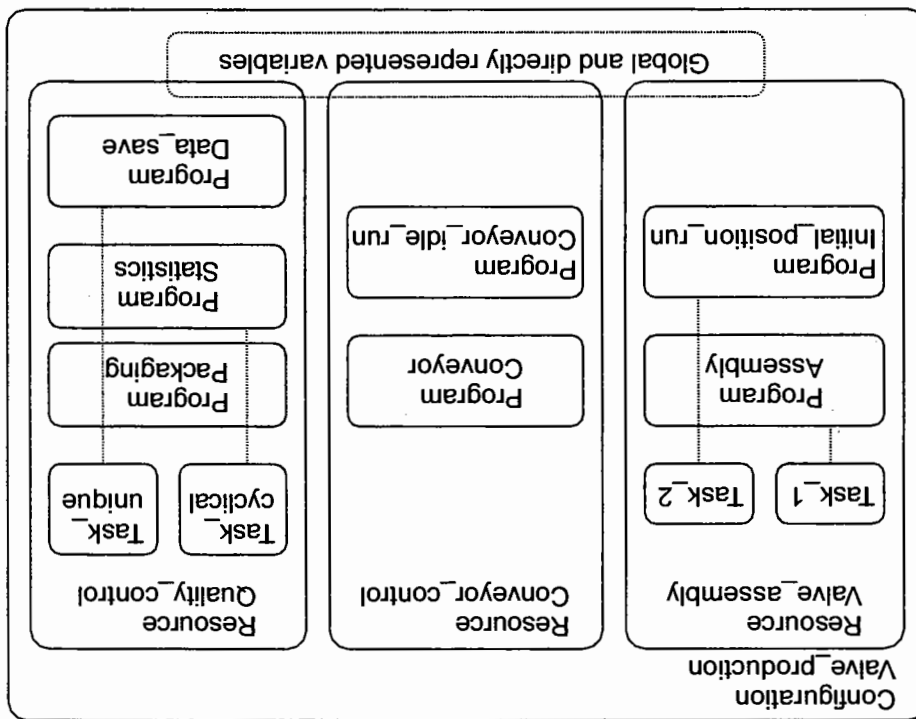 Configuration
Valve_production
Resource
Valve_assembly
Task_1
Task_2
Program
Assembly
Program
Initial_position_run
Resource
Conveyor_control
Program
Conveyor
Program
Conveyor_idle_run
Resource
Quality_control
Task_
cyclical
Task_
unique
Program
Packaging
Program
Statistics
Program
Data_save
Global and directly represented variables